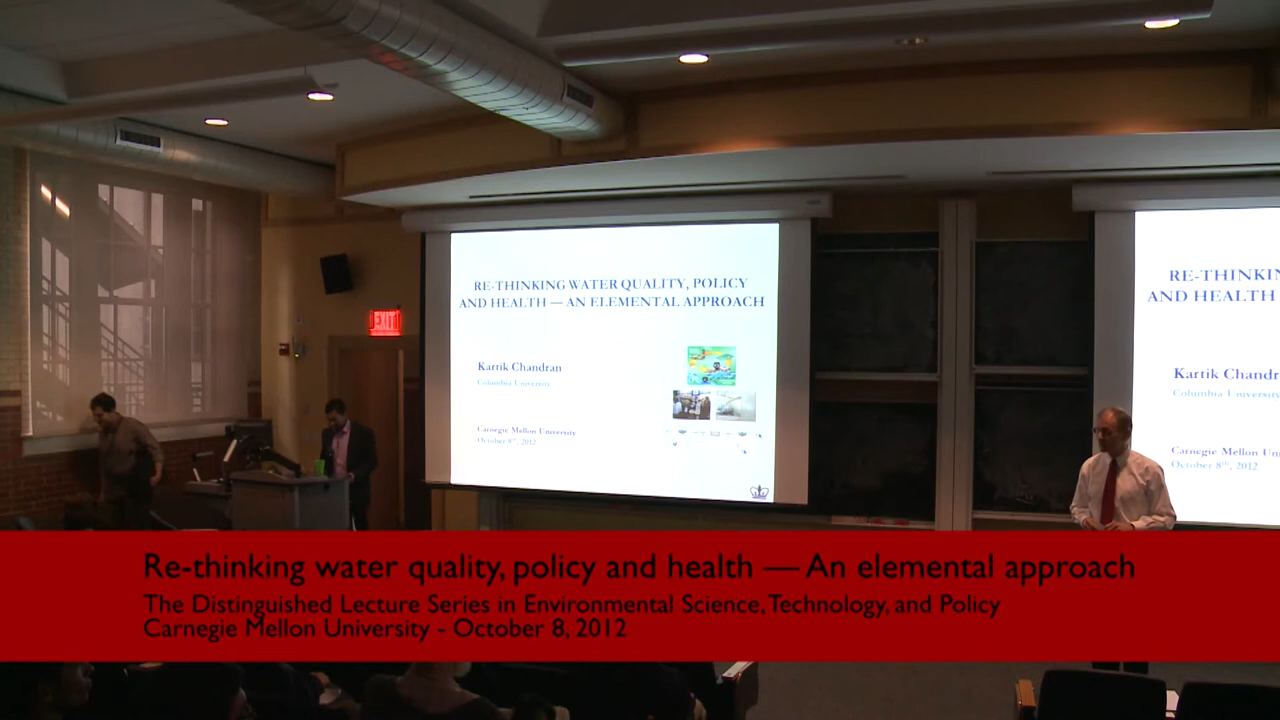 EXIT
RE-THINKING WATER QUALITY, POLICY
AND HEALTH — AN ELEMENTAL APPROACH
Kartik Chandran
Columbia University
Carnegie Mellon University
October 8th, 2012
RE-THINKIN
AND HEALTH
Kartik Chandr
Columbia University
Carnegie Mellon Un
October 8th, 2012
Re-thinking water quality, policy and health — An elemental approach
The Distinguished Lecture Series in Environmental Science, Technology, and Policy
Carnegie Mellon University - October 8, 2012